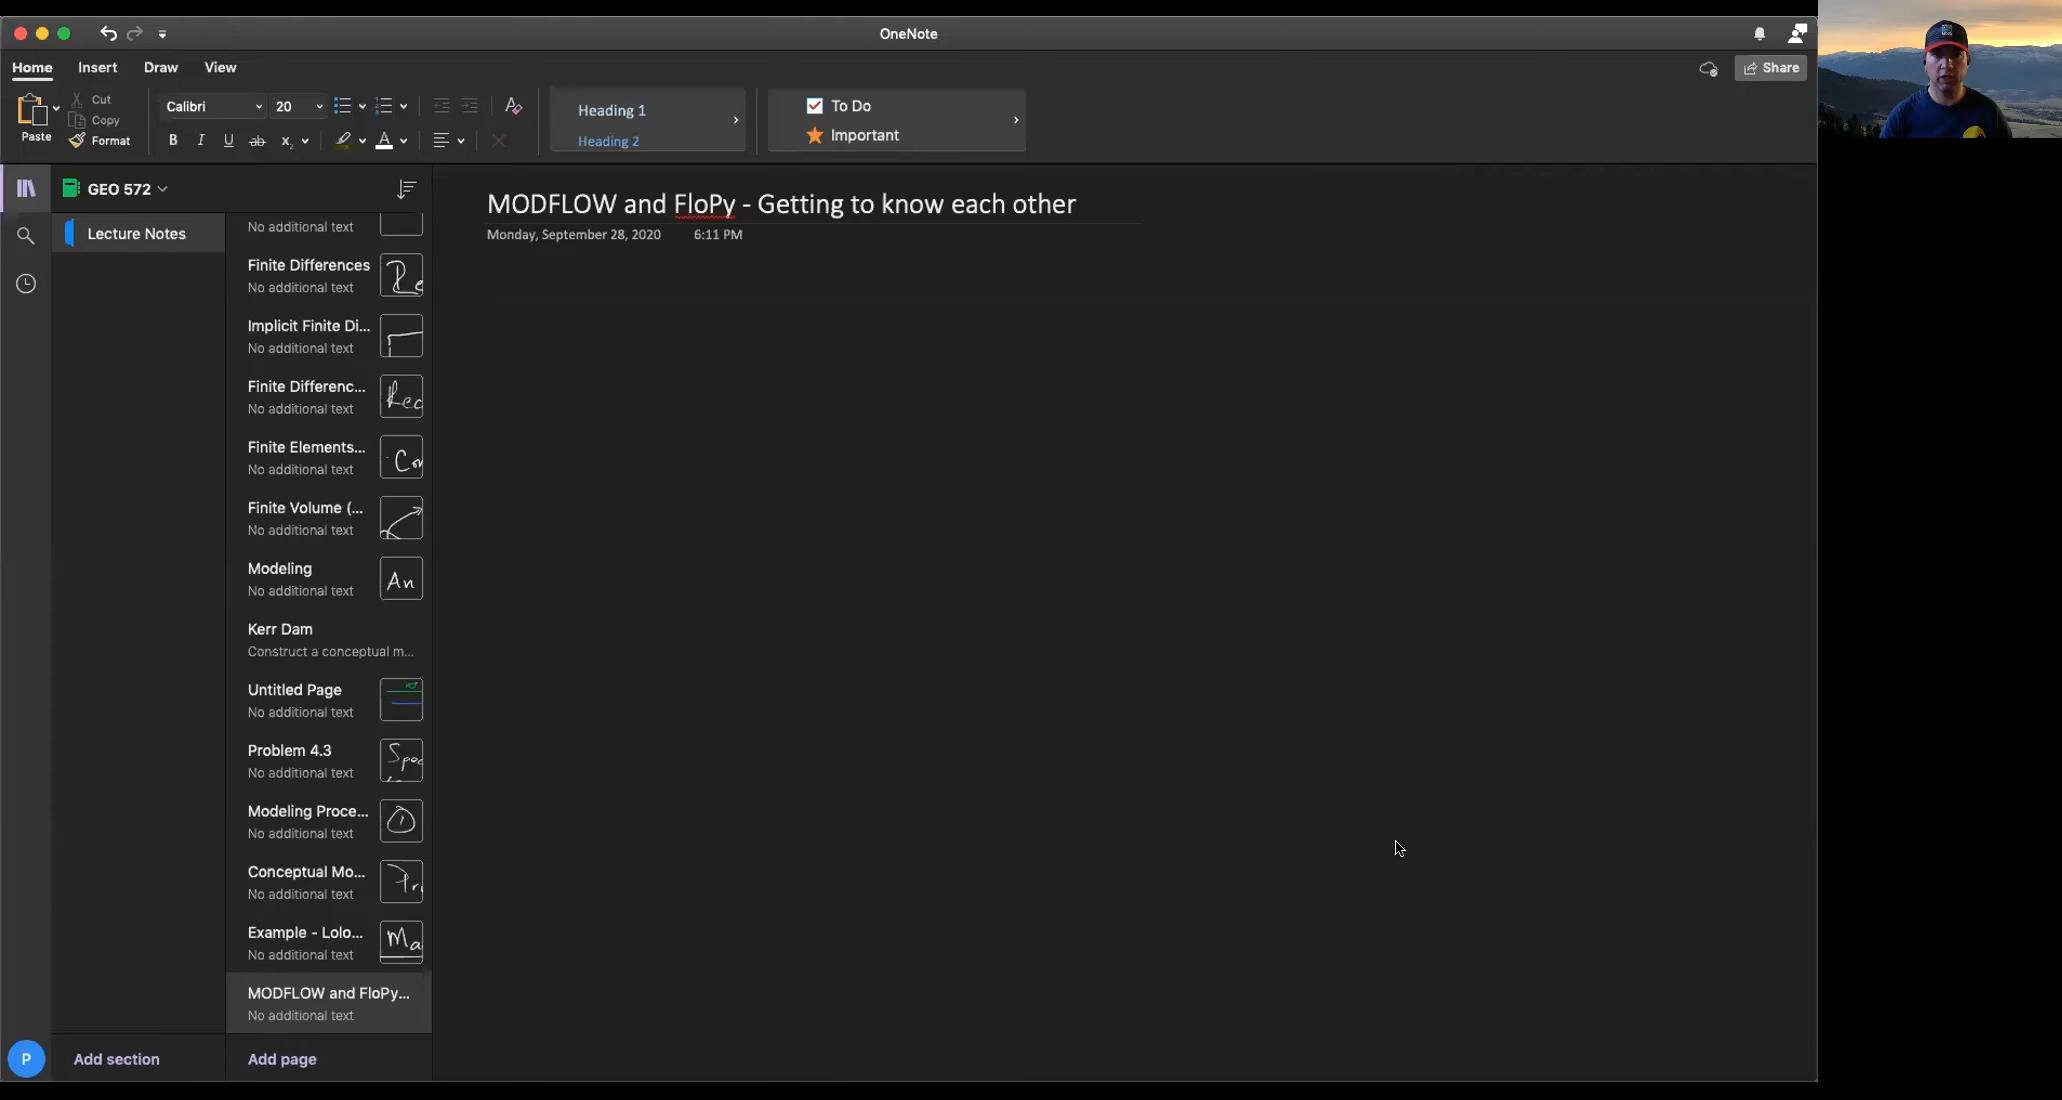 OneNote
Home Insert Draw View
Share
Paste
Cut
Copy
Format
Calibri 20
B I U ab x₂ A
Heading 1
Heading 2
To Do
Important
GEO 572
Lecture Notes
No additional text
Finite Differences
No additional text
Implicit Finite Di...
No additional text
Finite Differenc...
No additional text
Finite Elements...
No additional text
Finite Volume (...
No additional text
Modeling
No additional text
An
Kerr Dam
Construct a conceptual m...
Untitled Page
No additional text
Problem 4.3
No additional text
Modeling Proce...
No additional text
Conceptual Mo...
No additional text
Example - Lolo...
No additional text
Ma
MODFLOW and FloPy...
No additional text
P
Add section
Add page
MODFLOW and FloPy - Getting to know each other
Monday, September 28, 2020 6:11 PM